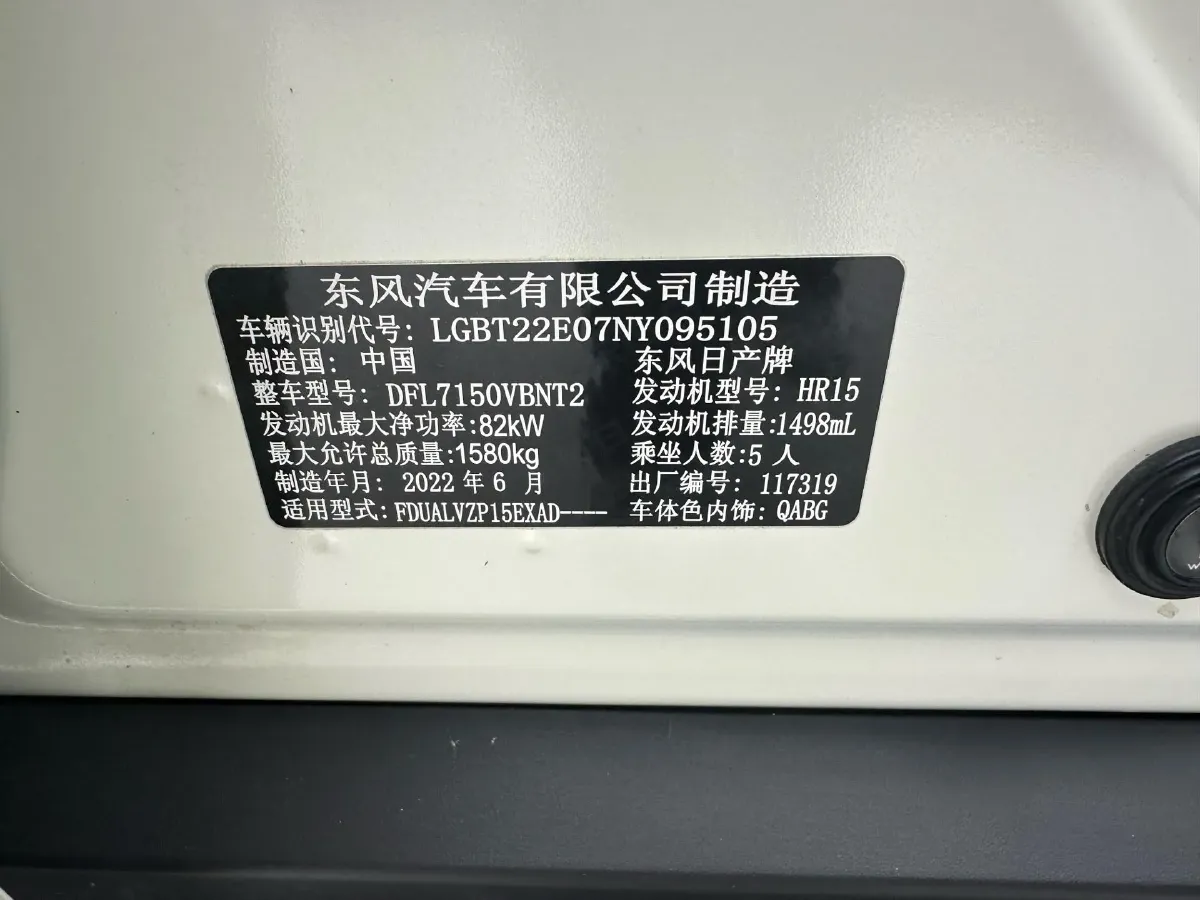 东风汽车有限公司制造
车辆识别代号: LGBT22E07NY095105
制造国: 中国 东风日产牌
整车型号: DFL7150VBNT2 发动机型号: HR15
发动机最大净功率:82kW 发动机排量:1498mL
最大允许总质量:1580kg 乘坐人数:5 人
制造年月: 2022 年 6 月 出厂编号: 117319
适用型式: FDUALVZP15EXAD---- 车体色内饰: QABG